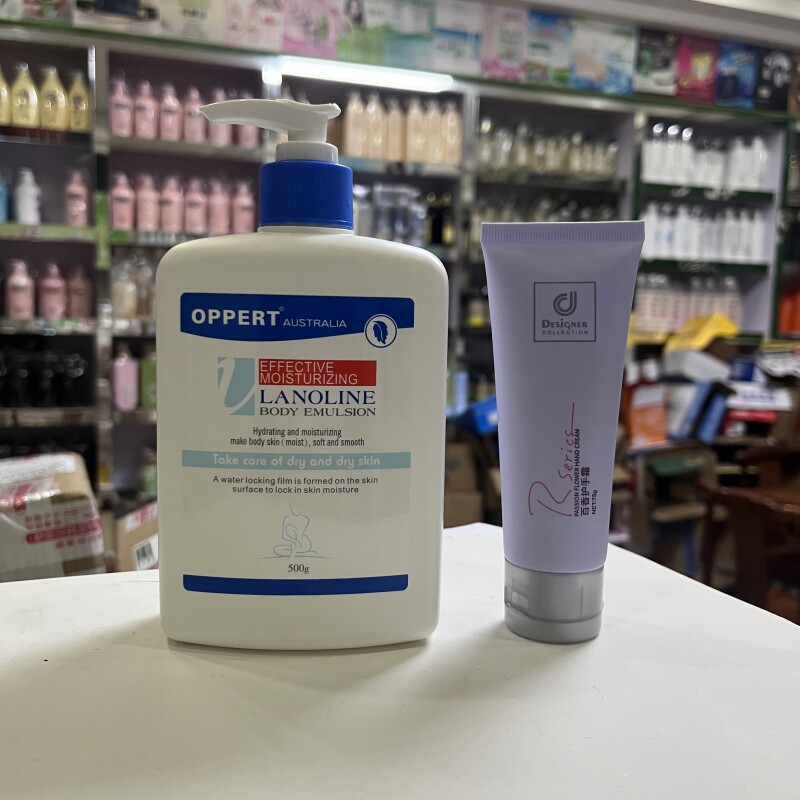 OPPERT® AUSTRALIA
EFFECTIVE
MOISTURIZING
LANOLINE
BODY EMULSION
Hydrating and moisturizing
make body skin (moist), soft and smooth
Take care of dry and dry skin
A water locking film is formed on the skin
surface to lock in skin moisture
500g
DESIGNER
COLLECTION
R series
PASSION FLOWER HAND CREAM
百香护手霜
NET:75g